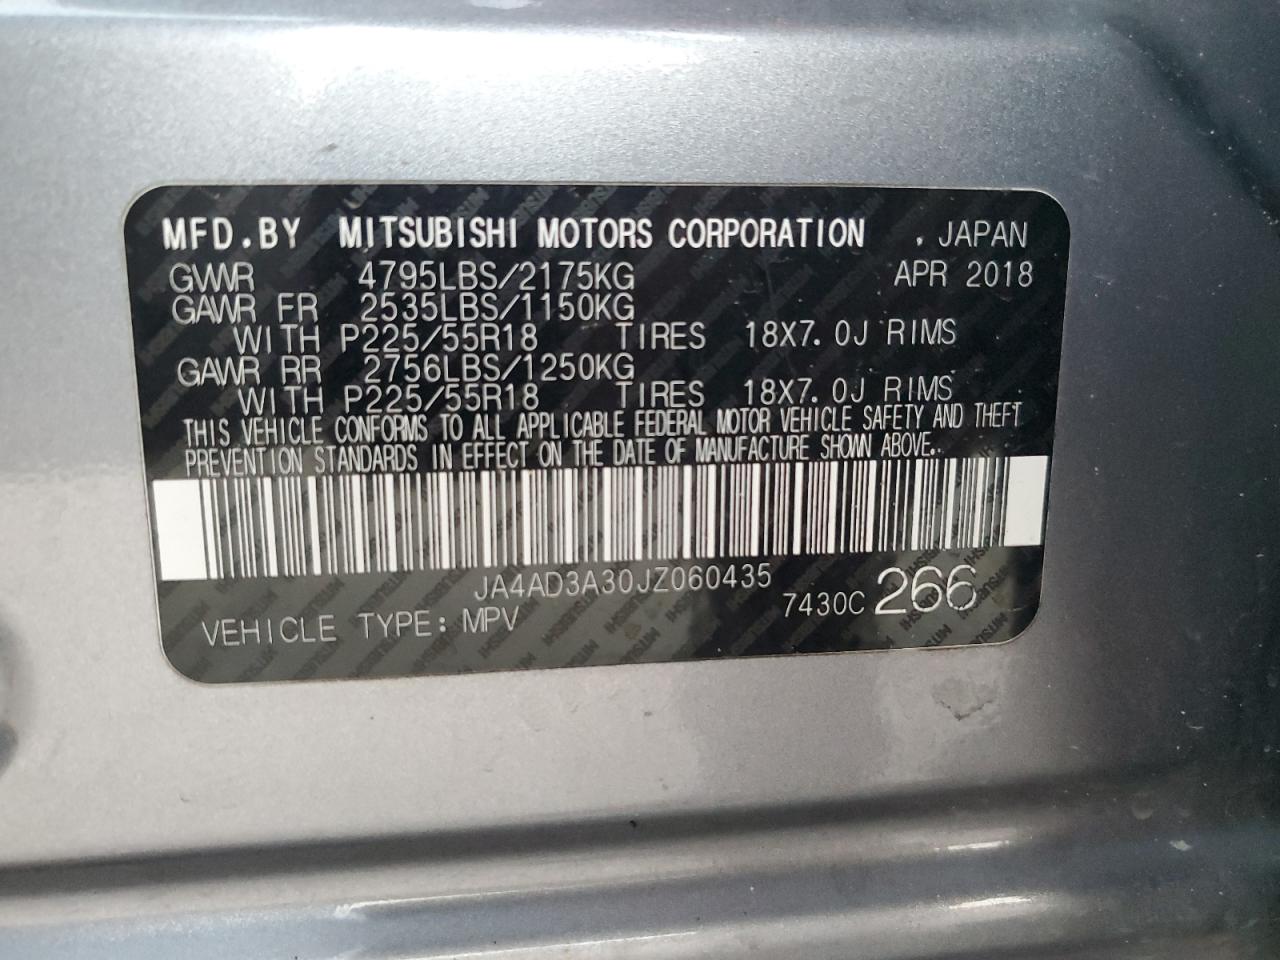 MFD.BY MITSUBISHI MOTORS CORPORATION , JAPAN
GVWR 4795LBS/2175KG APR 2018
GAWR FR 2535LBS/1150KG
WITH P225/55R18 TIRES 18X7.0J RIMS
GAWR RR 2756LBS/1250KG
WITH P225/55R18 TIRES 18X7.0J RIMS
THIS VEHICLE CONFORMS TO ALL APPLICABLE FEDERAL MOTOR VEHICLE SAFETY AND THEFT
PREVENTION STANDARDS IN EFFECT ON THE DATE OF MANUFACTURE SHOWN ABOVE.
JA4AD3A30JZ060435
VEHICLE TYPE: MPV 7430C 266